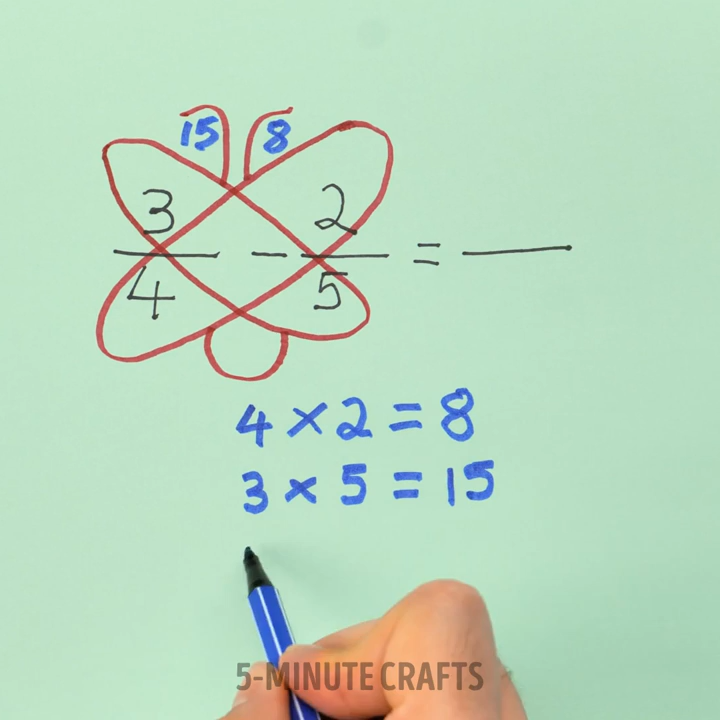 15 8
3 2
— - — = —
4 5
4 × 2 = 8
3 × 5 = 15
5-MINUTE CRAFTS